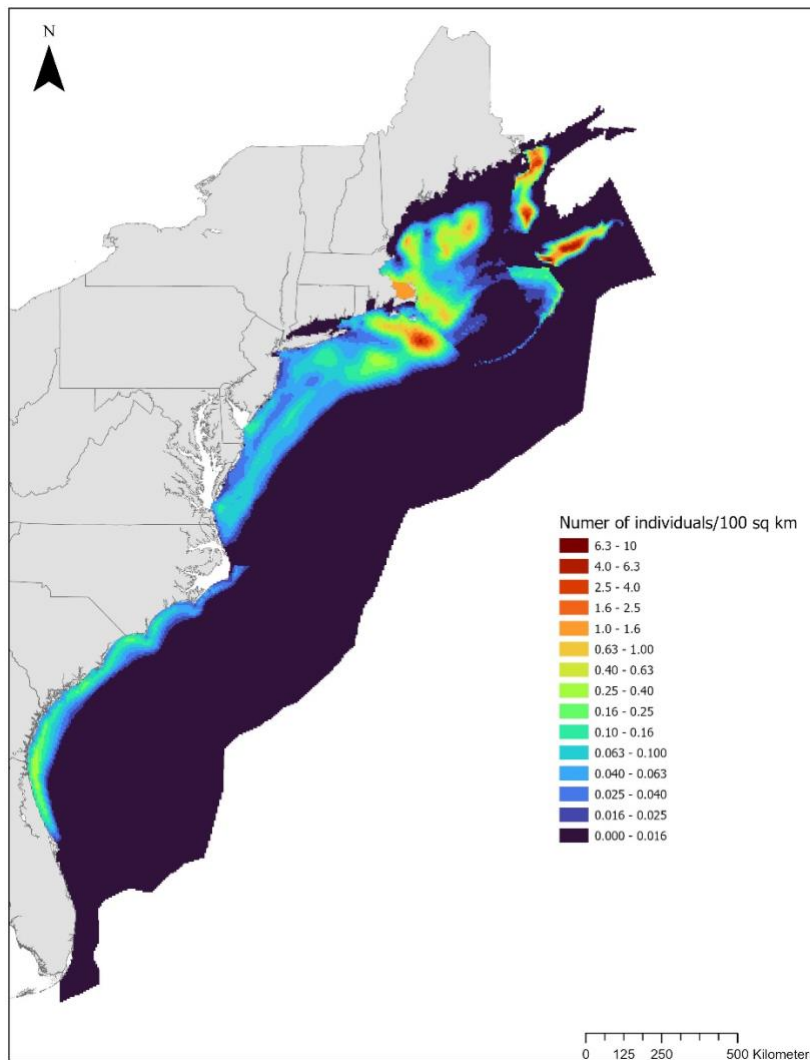 N
Numer of individuals/100 sq km
6.3 - 10
4.0 - 6.3
2.5 - 4.0
1.6 - 2.5
1.0 - 1.6
0.63 - 1.00
0.40 - 0.63
0.25 - 0.40
0.16 - 0.25
0.10 - 0.16
0.063 - 0.100
0.040 - 0.063
0.025 - 0.040
0.016 - 0.025
0.000 - 0.016
0 125 250 500 Kilometer